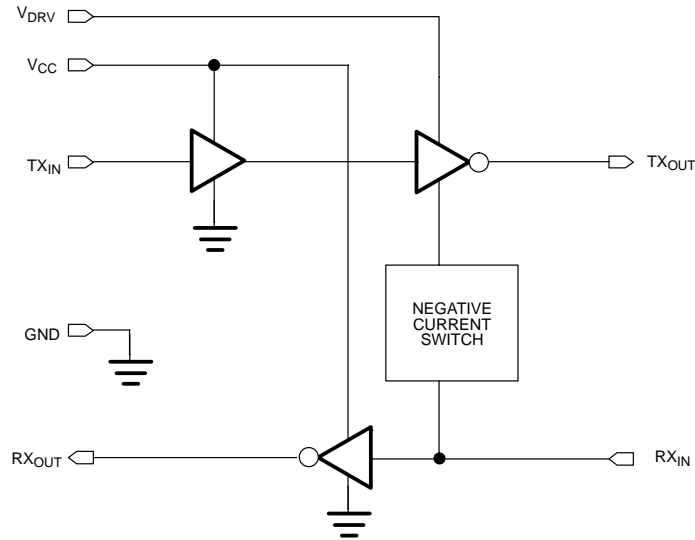 VDRV
VCC
TXIN
TXOUT
NEGATIVE
CURRENT
SWITCH
GND
RXOUT
RXIN